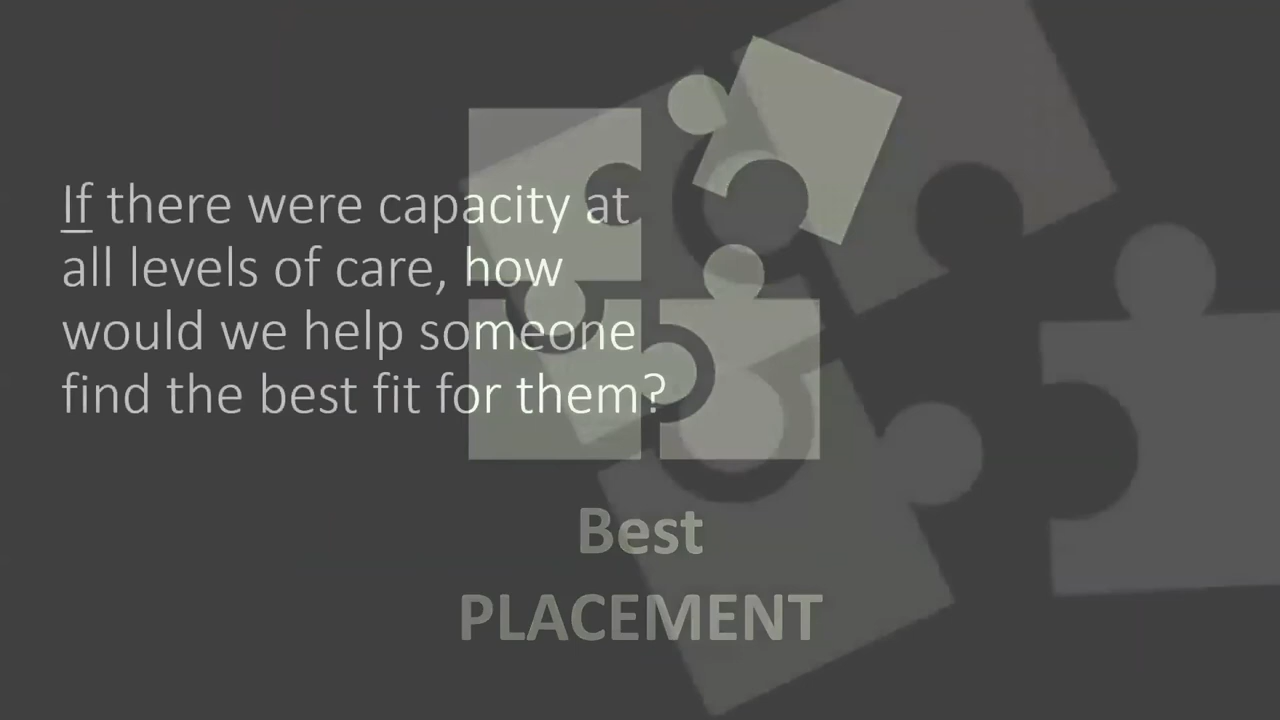 If there were capacity at
all levels of care, how
would we help someone
find the best fit for them?
Best
PLACEMENT